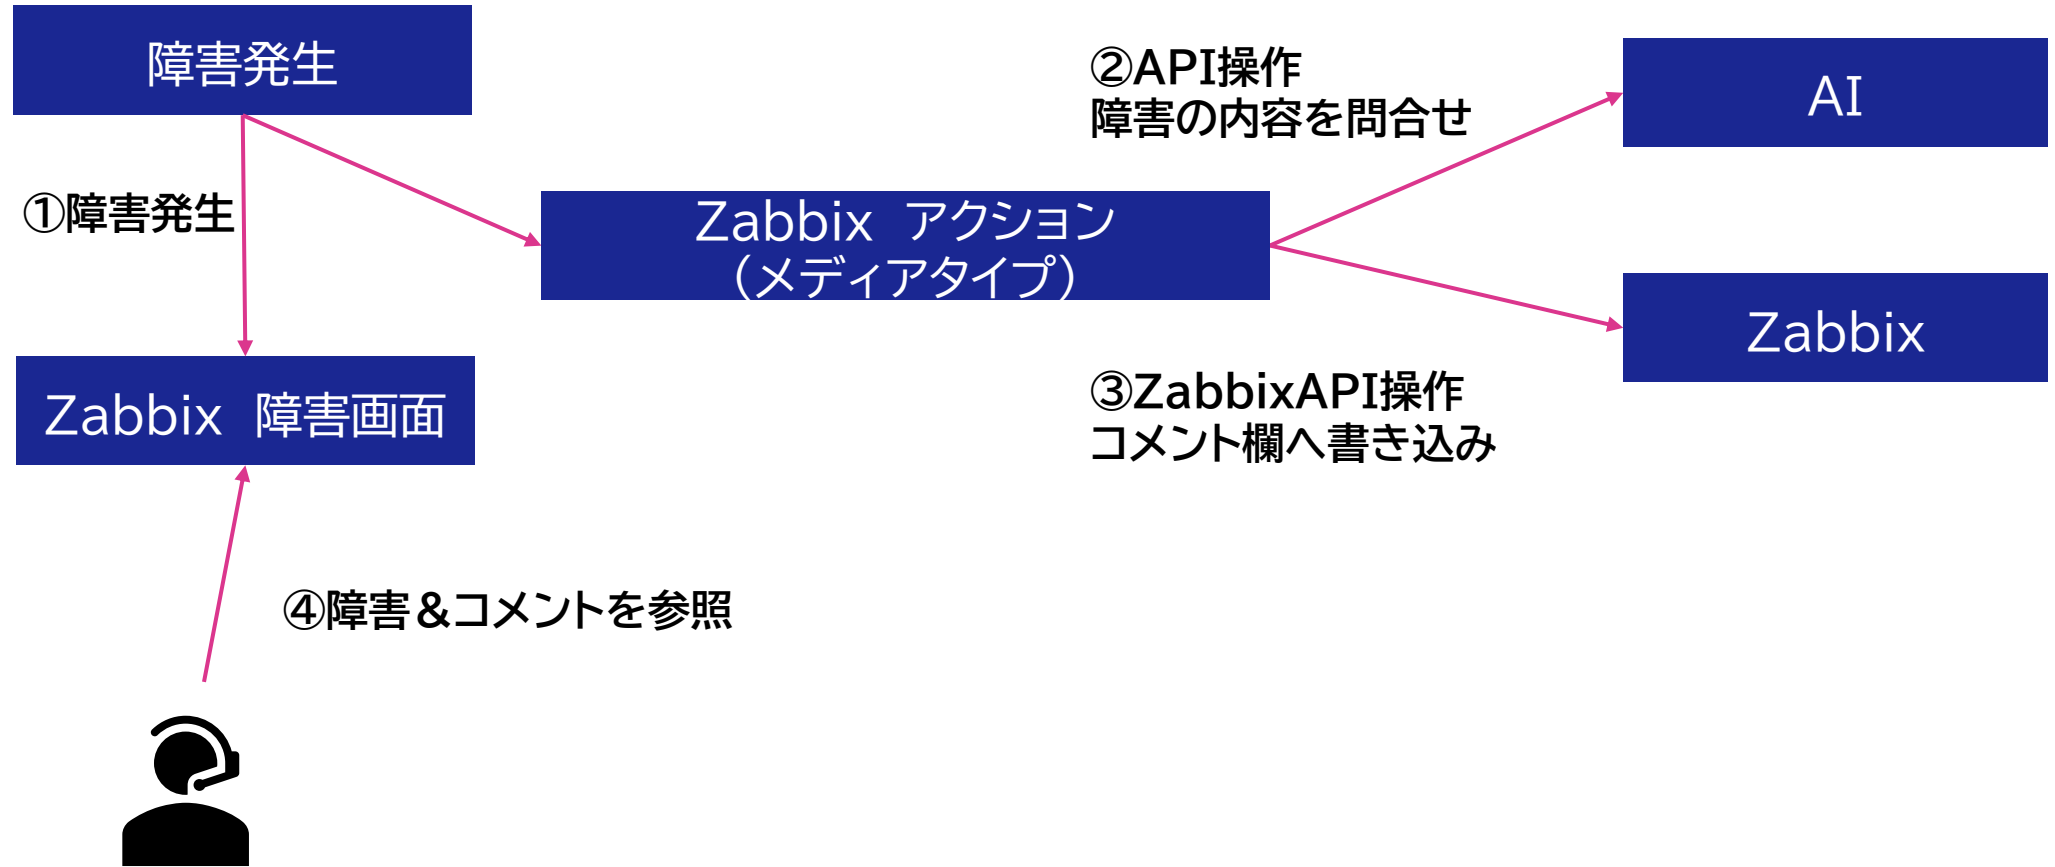 障害発生
②API操作
障害の内容を問合せ
AI
①障害発生
Zabbix アクション
（メディアタイプ）
Zabbix
Zabbix 障害画面
③ZabbixAPI操作
コメント欄へ書き込み
④障害＆コメントを参照